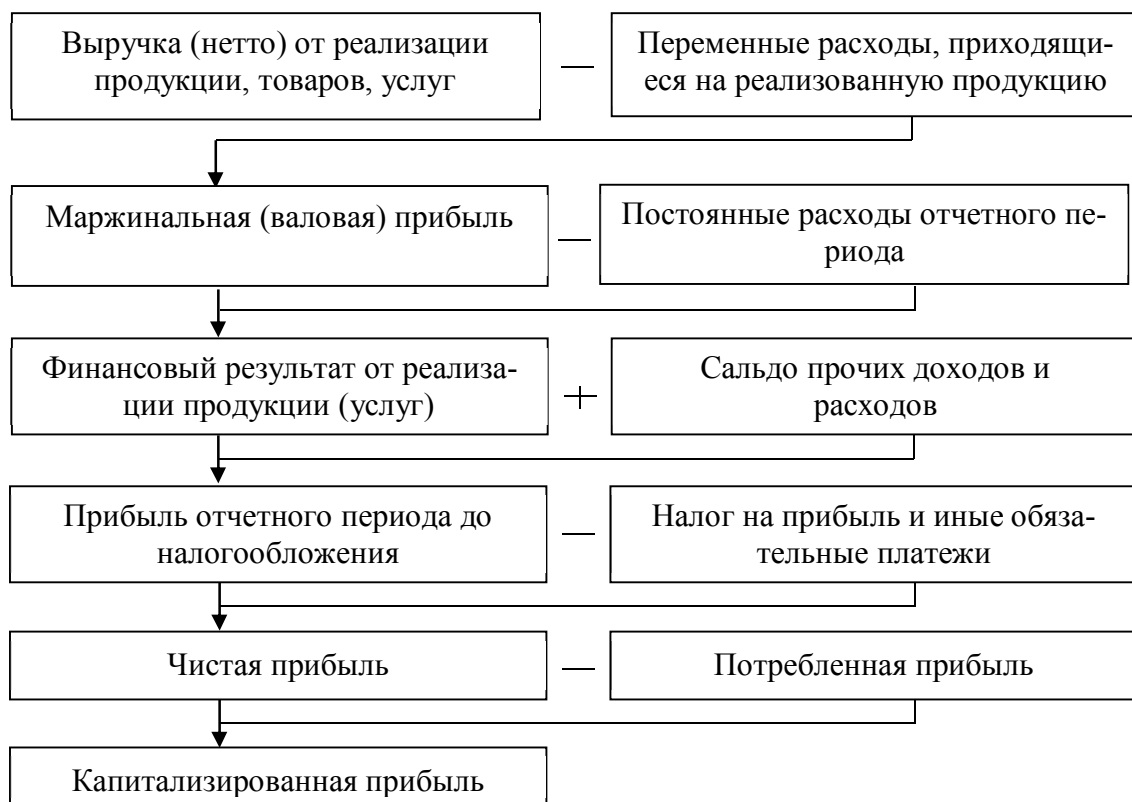 Выручка (нетто) от реализации
продукции, товаров, услуг
—
Переменные расходы, приходящи-
еся на реализованную продукцию
Маржинальная (валовая) прибыль
—
Постоянные расходы отчетного пе-
риода
Финансовый результат от реализа-
ции продукции (услуг)
+
Сальдо прочих доходов и
расходов
Прибыль отчетного периода до
налогообложения
—
Налог на прибыль и иные обяза-
тельные платежи
Чистая прибыль
—
Потребленная прибыль
Капитализированная прибыль